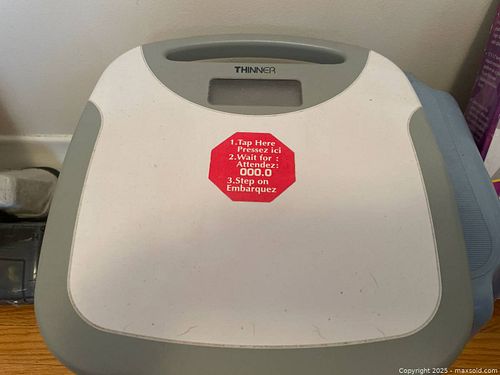 THINNER
1.Tap Here
Pressez ici
2.Wait for :
Attendez:
000.0
3.Step on
Embarquez
Copyright 2025 - maxsold.com